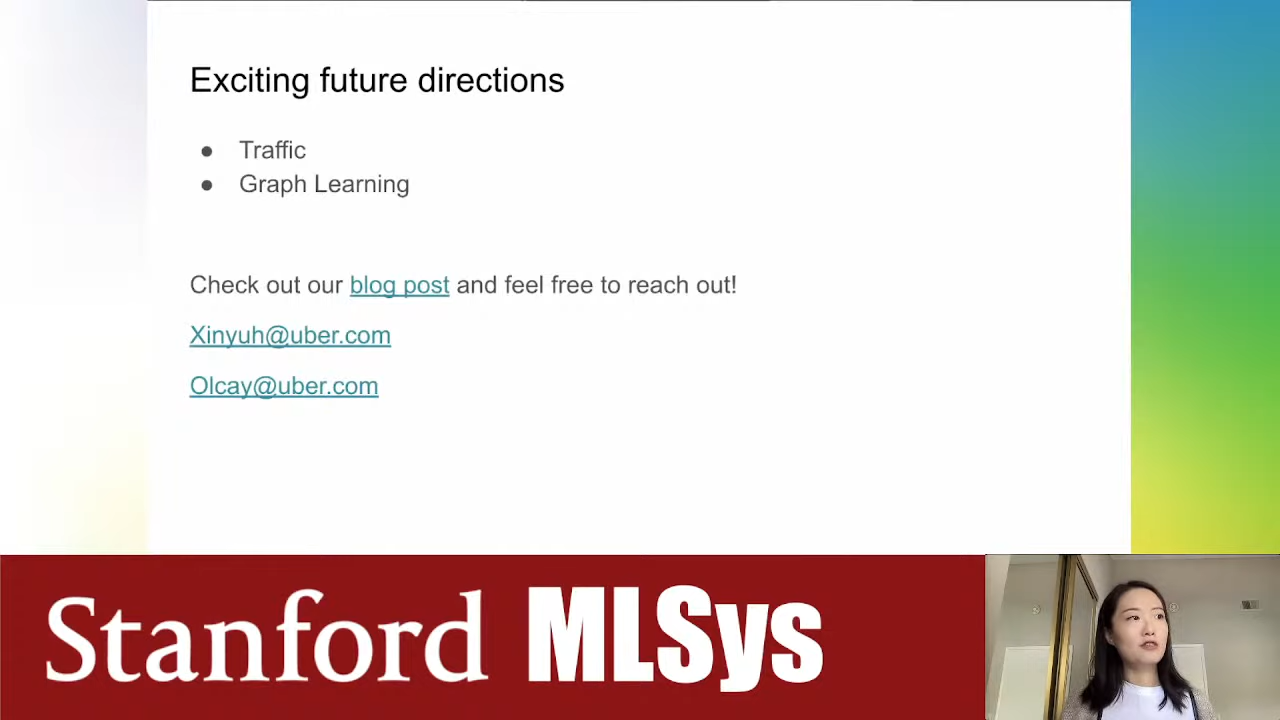 Exciting future directions
● Traffic
● Graph Learning
Check out our blog post and feel free to reach out!
Xinyuh@uber.com
Olcay@uber.com
Stanford MLSys